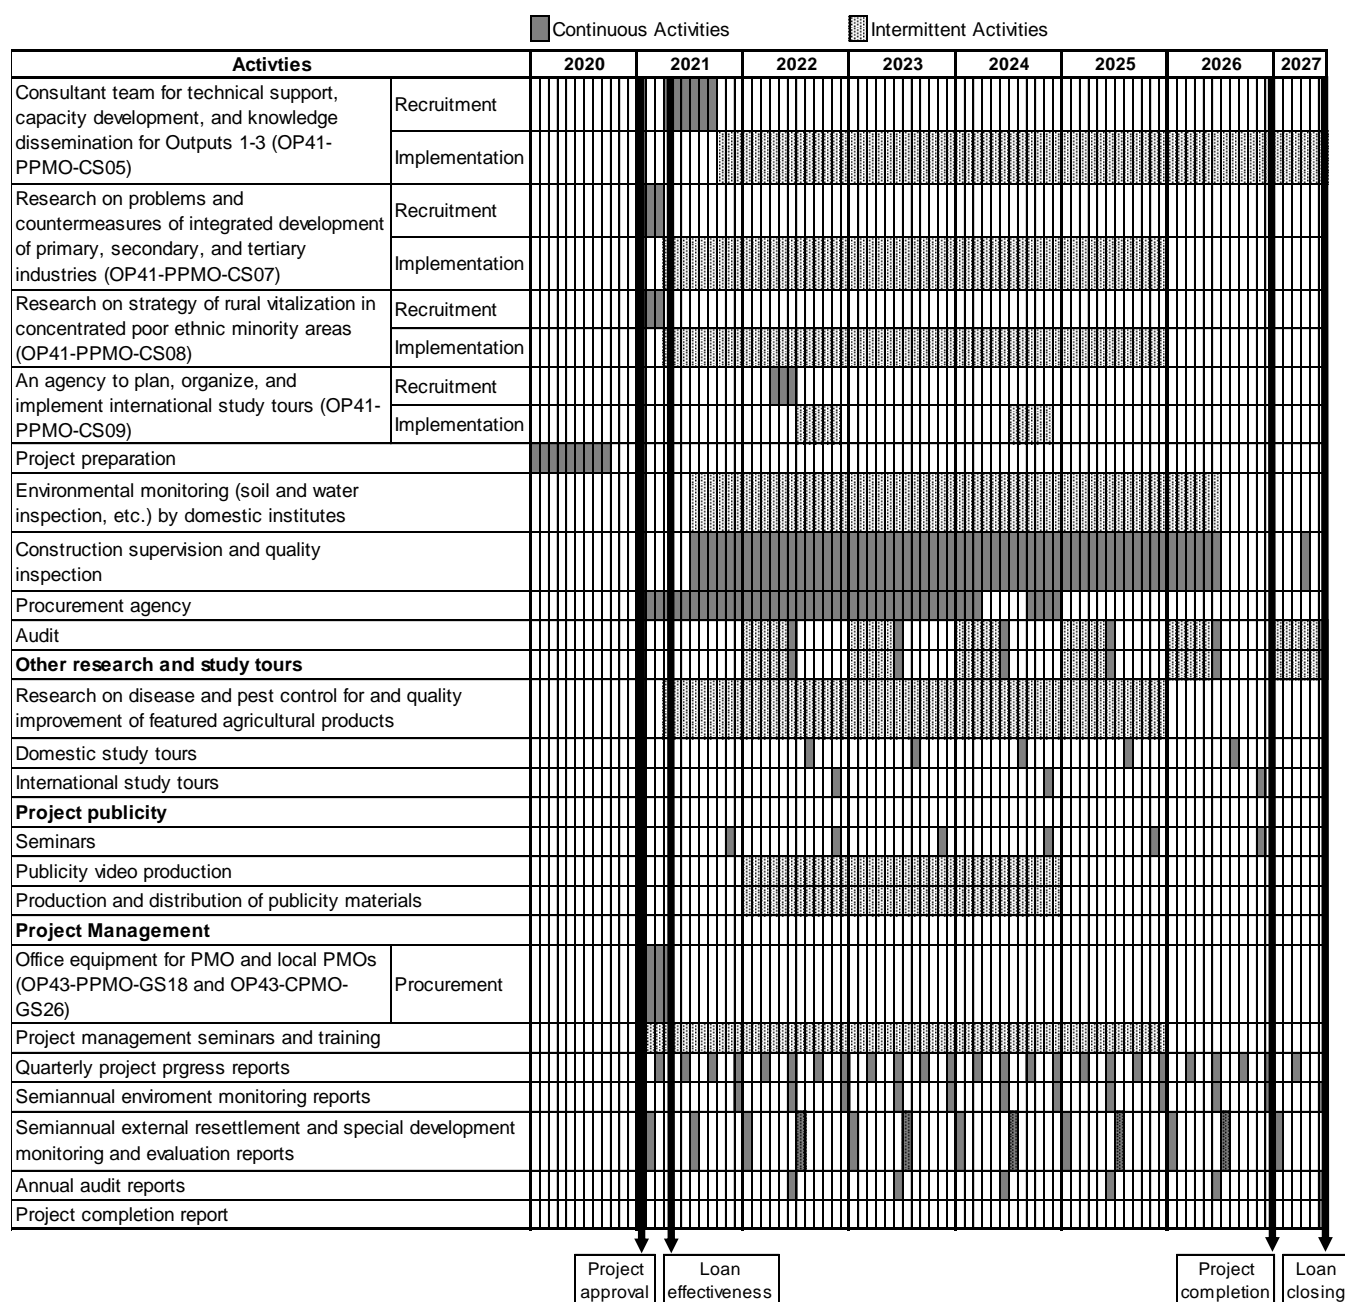 Continuous Activities
Intermittent Activities
Activties
2020
2021
2022
2023
2024
2025
2026
2027
Consultant team for technical support,
capacity development, and knowledge
dissemination for Outputs 1-3 (OP41-
PPMO-CS05)
Recruitment
Implementation
Research on problems and
countermeasures of integrated development
of primary, secondary, and tertiary
industries (OP41-PPMO-CS07)
Recruitment
Implementation
Research on strategy of rural vitalization in
concentrated poor ethnic minority areas
(OP41-PPMO-CS08)
Recruitment
Implementation
An agency to plan, organize, and
implement international study tours (OP41-
PPMO-CS09)
Recruitment
Implementation
Project preparation
Environmental monitoring (soil and water
inspection, etc.) by domestic institutes
Construction supervision and quality
inspection
Procurement agency
Audit
Other research and study tours
Research on disease and pest control for and quality
improvement of featured agricultural products
Domestic study tours
International study tours
Project publicity
Seminars
Publicity video production
Production and distribution of publicity materials
Project Management
Office equipment for PMO and local PMOs
(OP43-PPMO-GS18 and OP43-CPMO-
GS26)
Procurement
Project management seminars and training
Quarterly project prgress reports
Semiannual enviroment monitoring reports
Semiannual external resettlement and special development
monitoring and evaluation reports
Annual audit reports
Project completion report
Project
approval
Loan
effectiveness
Project
completion
Loan
closing